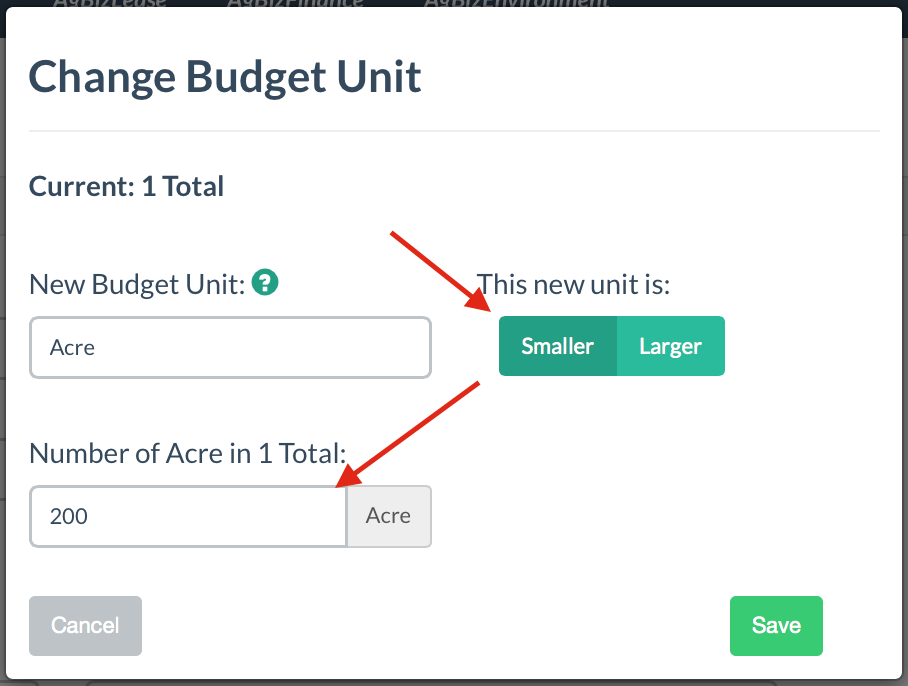 AgBizLease AgBizFinance AgBizEnvironment
Change Budget Unit
Current: 1 Total
New Budget Unit: ?
This new unit is:
Acre
Smaller Larger
Number of Acre in 1 Total:
200 Acre
Cancel Save